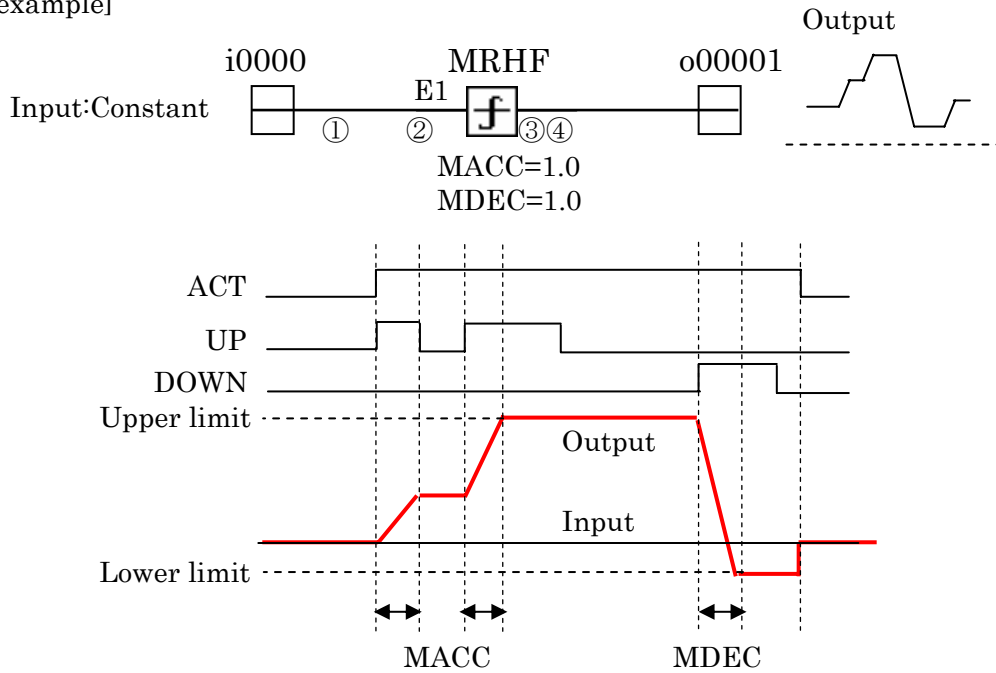 example]
Output
i0000 MRHF o00001
Input:Constant
E1
① ② ③④
MACC=1.0
MDEC=1.0
ACT
UP
DOWN
Upper limit
Output
Input
Lower limit
MACC MDEC